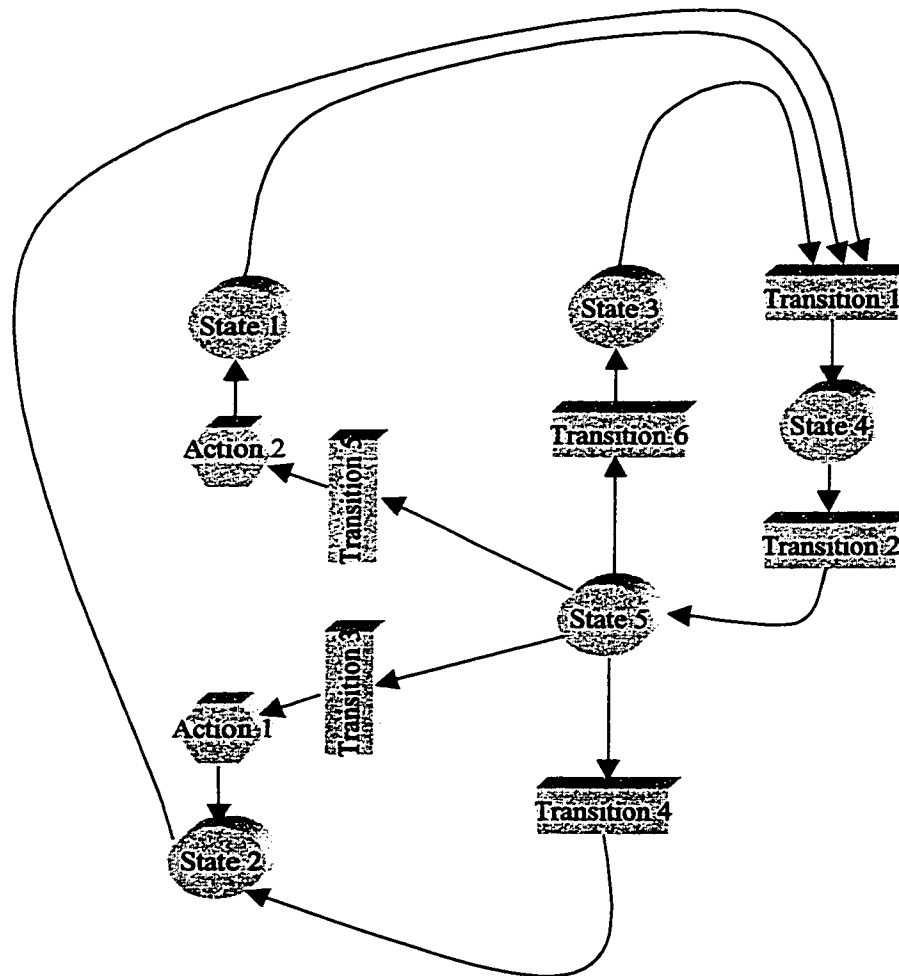 Transition 1
State 1
State 3
State 4
Action 2
Transition 6
Transition 5
Transition 2
State 5
Transition 3
Action 1
Transition 4
State 2